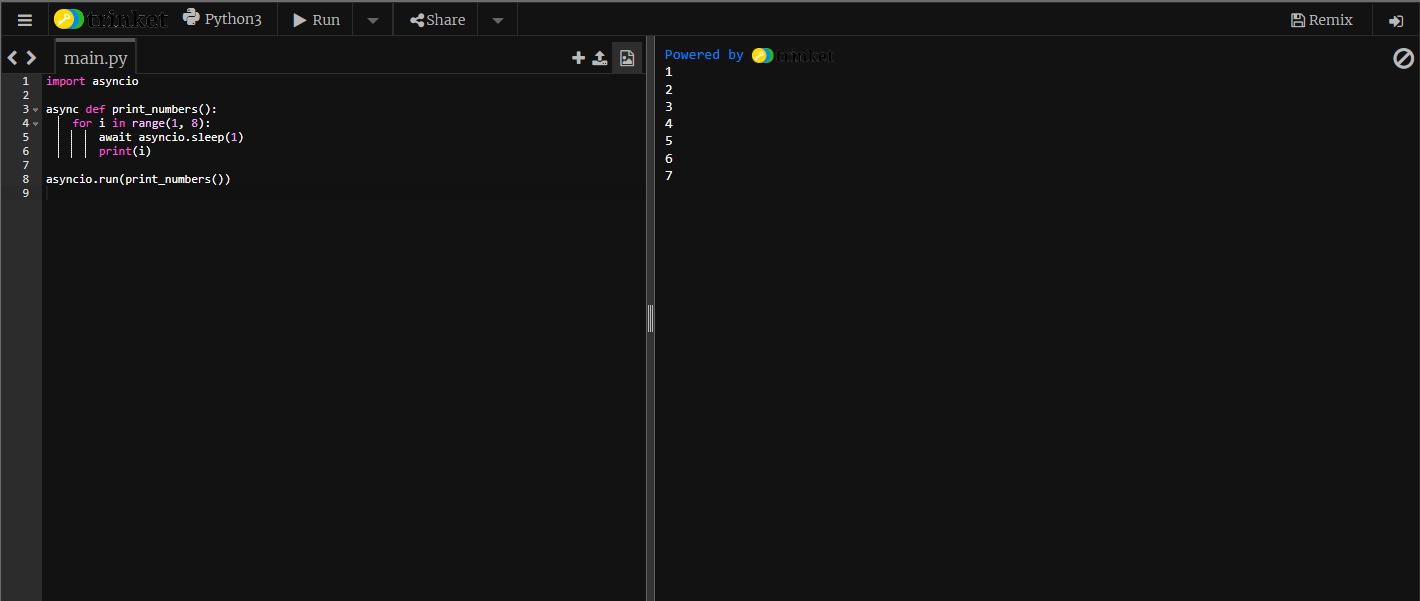 trinket Python3 Run Share Remix
main.py
1 import asyncio
2
3 async def print_numbers():
4 for i in range(1, 8):
5 await asyncio.sleep(1)
6 print(i)
7
8 asyncio.run(print_numbers())
9
Powered by trinket
1
2
3
4
5
6
7